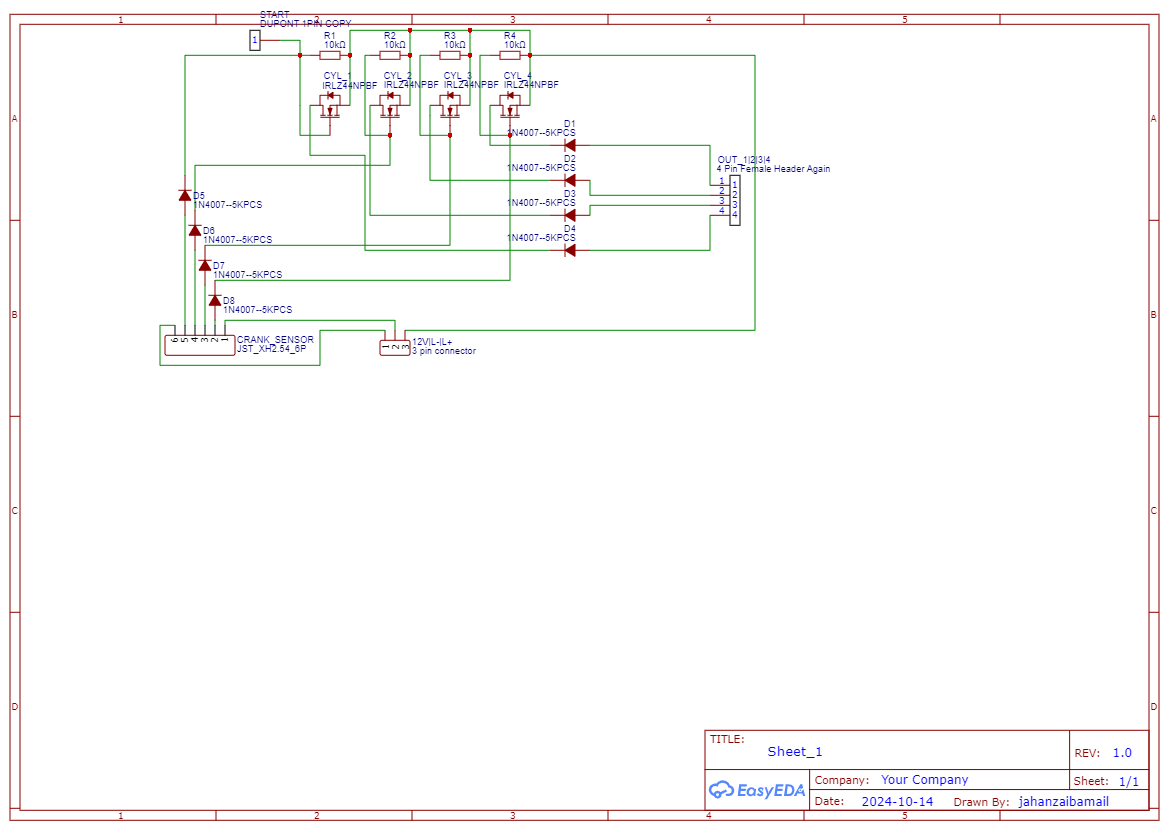 1 2 3 4 5
START
DUPONT 1PIN COPY
1
R1 R2 R3 R4
10kΩ 10kΩ 10kΩ 10kΩ
CYL_1 CYL_2 CYL_3 CYL_4
IRLZ44NPBF IRLZ44NPBF IRLZ44NPBF IRLZ44NPBF
A A
D1
1N4007--5KPCS
D2
1N4007--5KPCS
OUT_1|2|3|4
4 Pin Female Header Again
1 1
2 2
3 3
4 4
D3
1N4007--5KPCS
D4
1N4007--5KPCS
D5
1N4007--5KPCS
D6
1N4007--5KPCS
D7
1N4007--5KPCS
D8
1N4007--5KPCS
B B
6 5 4 3 2 1
CRANK_SENSOR
JST_XH2.54_6P
1 2 3
12V|L-|L+
3 pin connector
C C
D D
TITLE:
Sheet_1
REV: 1.0
EasyEDA
Company: Your Company
Sheet: 1/1
Date: 2024-10-14 Drawn By: jahanzaibamail
1 2 3 4 5